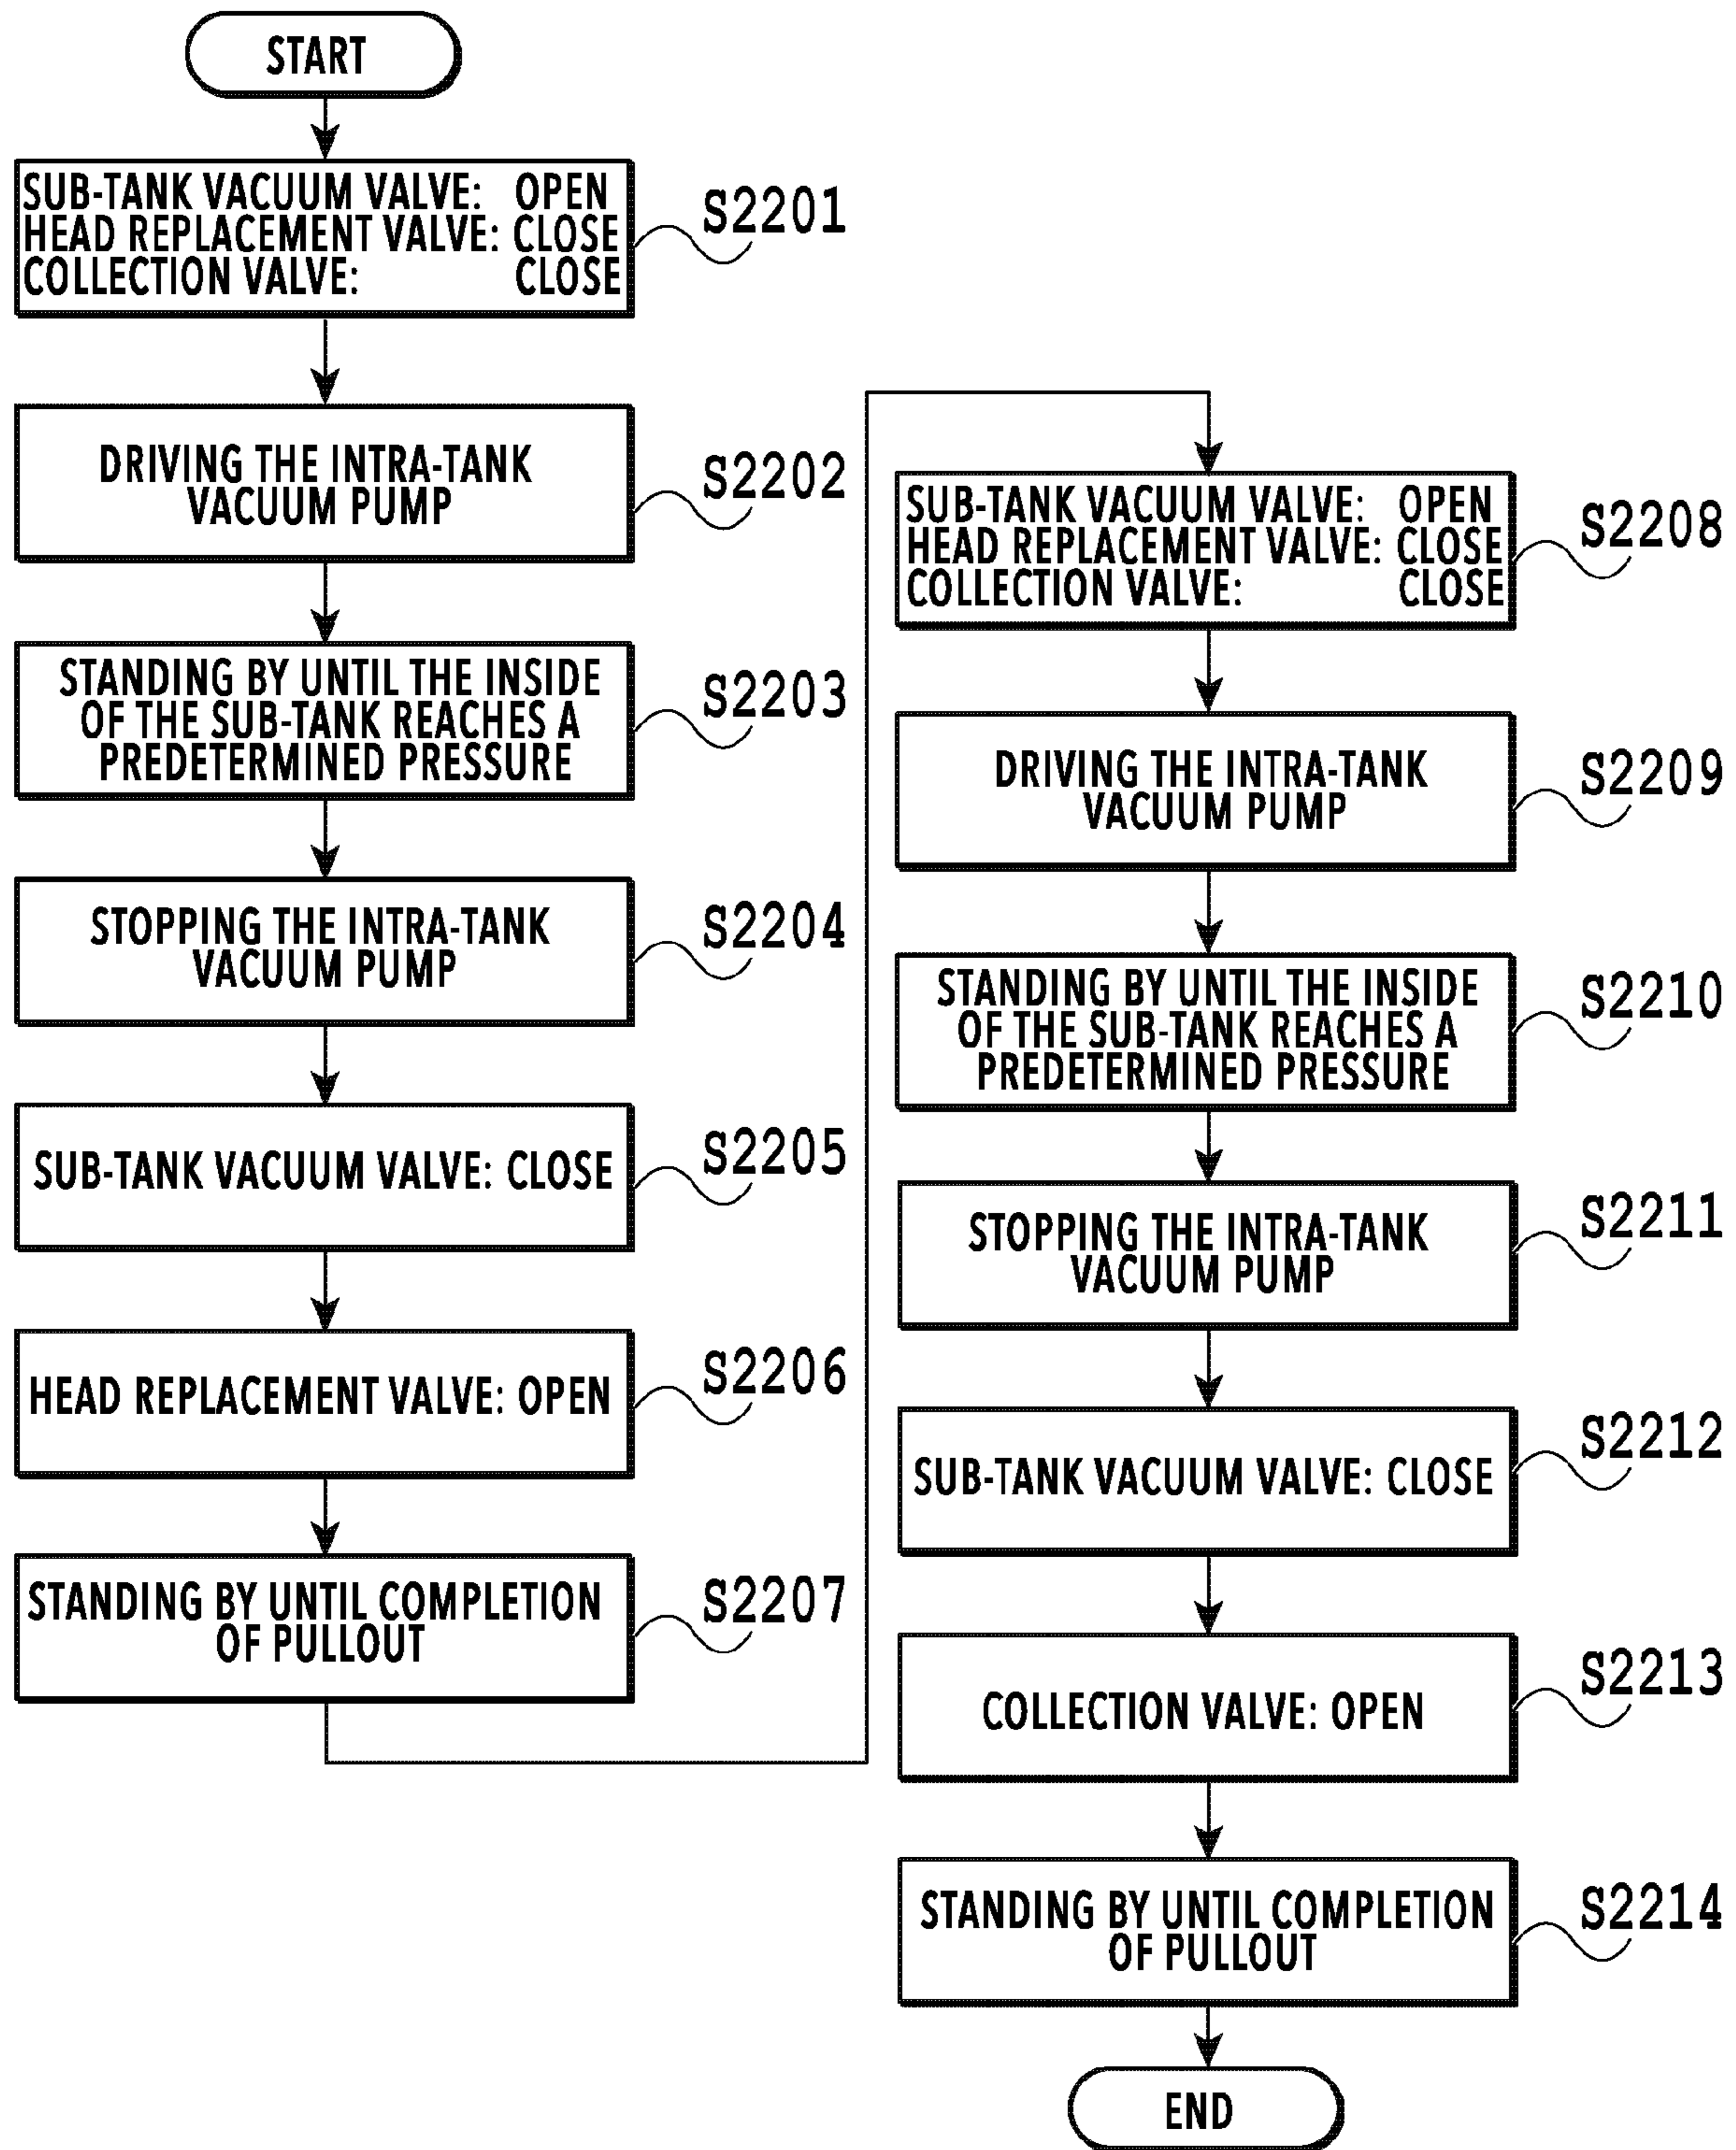 START
SUB-TANK VACUUM VALVE: OPEN
HEAD REPLACEMENT VALVE: CLOSE
COLLECTION VALVE: CLOSE
S2201
DRIVING THE INTRA-TANK
VACUUM PUMP
S2202
STANDING BY UNTIL THE INSIDE
OF THE SUB-TANK REACHES A
PREDETERMINED PRESSURE
S2203
STOPPING THE INTRA-TANK
VACUUM PUMP
S2204
SUB-TANK VACUUM VALVE: CLOSE
S2205
HEAD REPLACEMENT VALVE: OPEN
S2206
STANDING BY UNTIL COMPLETION
OF PULLOUT
S2207
SUB-TANK VACUUM VALVE: OPEN
HEAD REPLACEMENT VALVE: CLOSE
COLLECTION VALVE: CLOSE
S2208
DRIVING THE INTRA-TANK
VACUUM PUMP
S2209
STANDING BY UNTIL THE INSIDE
OF THE SUB-TANK REACHES A
PREDETERMINED PRESSURE
S2210
STOPPING THE INTRA-TANK
VACUUM PUMP
S2211
SUB-TANK VACUUM VALVE: CLOSE
S2212
COLLECTION VALVE: OPEN
S2213
STANDING BY UNTIL COMPLETION
OF PULLOUT
S2214
END